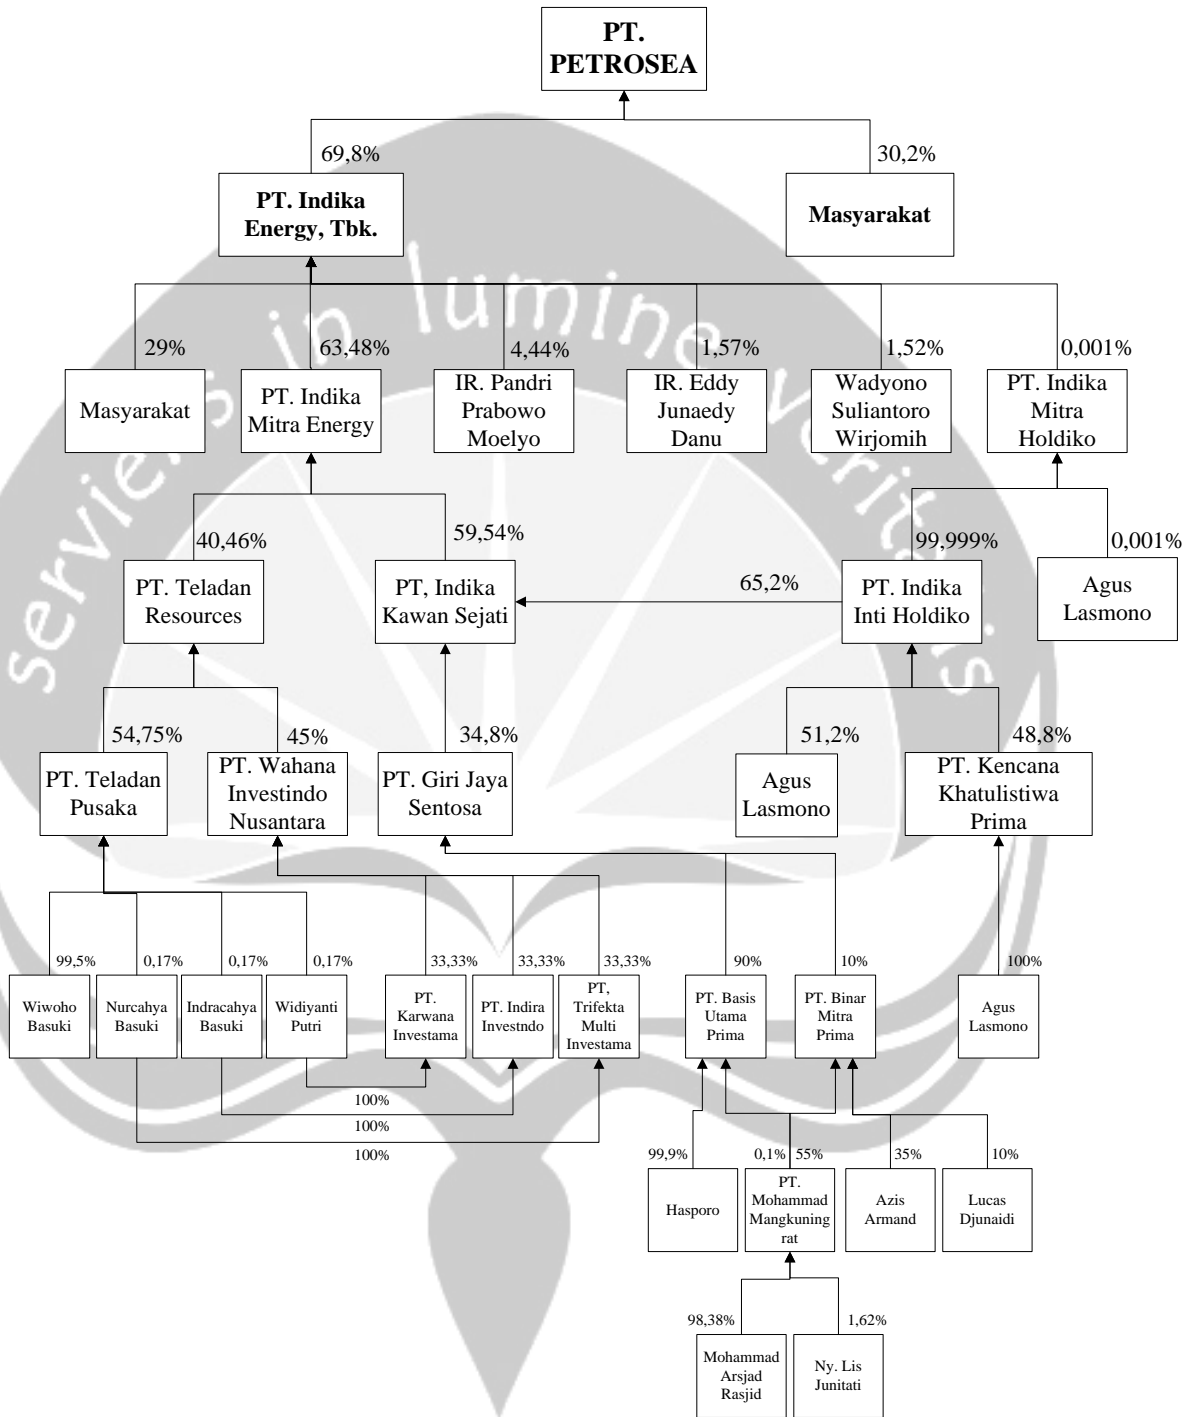 PT.
PETROSEA
69,8%
30,2%
PT. Indika
Energy, Tbk.
Masyarakat
serviens in lumine veritatis
29%
63,48%
4,44%
1,57%
1,52%
0,001%
Masyarakat
PT. Indika
Mitra Energy
IR. Pandri
Prabowo
Moelyo
IR. Eddy
Junaedy
Danu
Wadyono
Suliantoro
Wirjomih
PT. Indika
Mitra
Holdiko
40,46%
59,54%
99,999%
0,001%
PT. Teladan
Resources
PT, Indika
Kawan Sejati
65,2%
PT. Indika
Inti Holdiko
Agus
Lasmono
54,75%
45%
34,8%
51,2%
48,8%
PT. Teladan
Pusaka
PT. Wahana
Investindo
Nusantara
PT. Giri Jaya
Sentosa
Agus
Lasmono
PT. Kencana
Khatulistiwa
Prima
99,5%
0,17%
0,17%
0,17%
33,33%
33,33%
33,33%
90%
10%
100%
Wiwoho
Basuki
Nurcahya
Basuki
Indracahya
Basuki
Widiyanti
Putri
PT.
Karwana
Investama
PT. Indira
Investndo
PT,
Trifekta
Multi
Investama
PT. Basis
Utama
Prima
PT. Binar
Mitra
Prima
Agus
Lasmono
100%
100%
100%
99,9%
0,1%
55%
35%
10%
Hasporo
PT.
Mohammad
Mangkuning
rat
Azis
Armand
Lucas
Djunaidi
98,38%
1,62%
Mohammad
Arsjad
Rasjid
Ny. Lis
Junitati